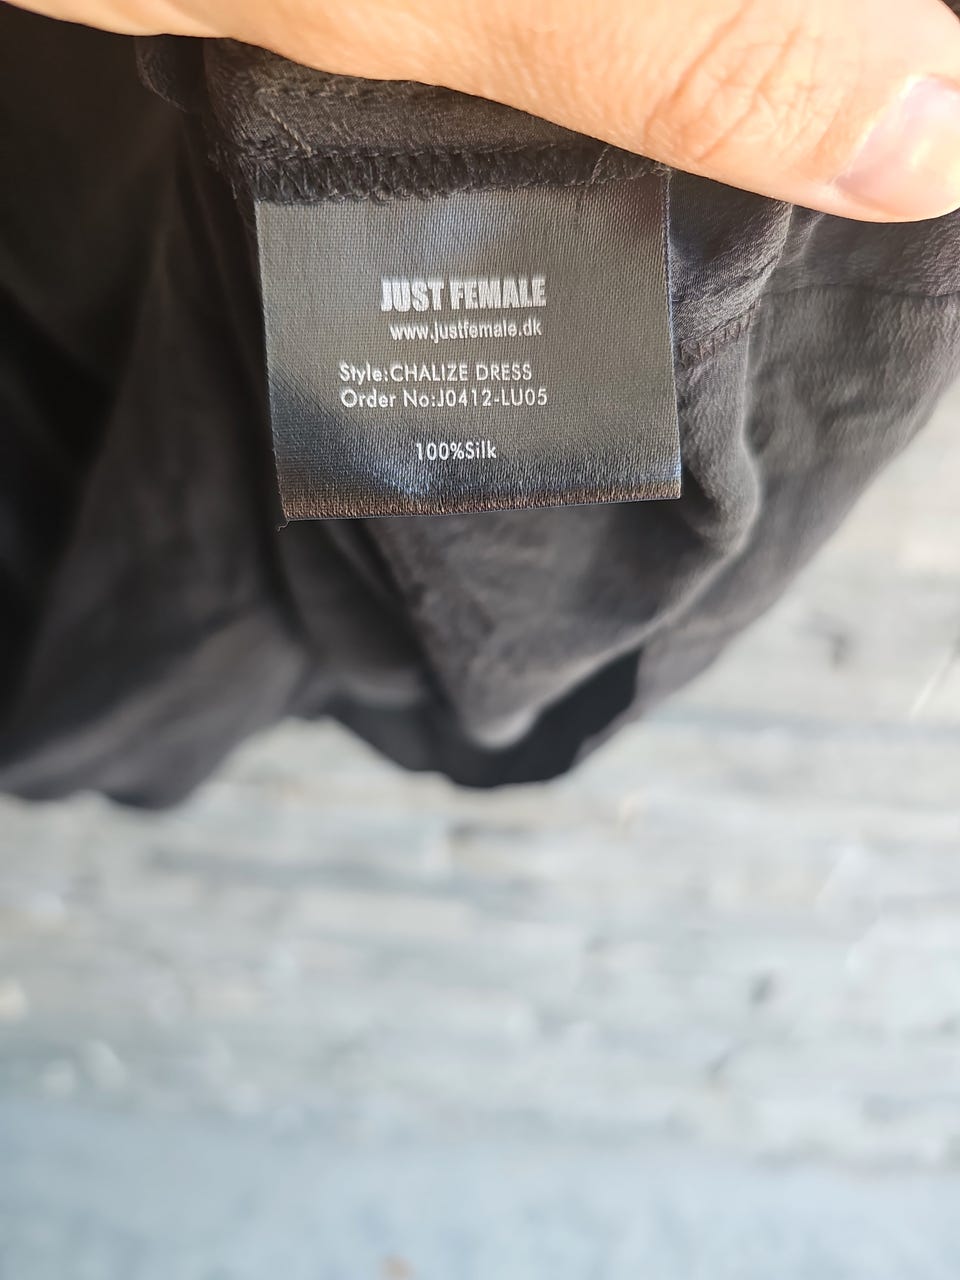 JUST FEMALE
www.justfemale.dk
Style:CHALIZE DRESS
Order No:J0412-LU05
100%Silk